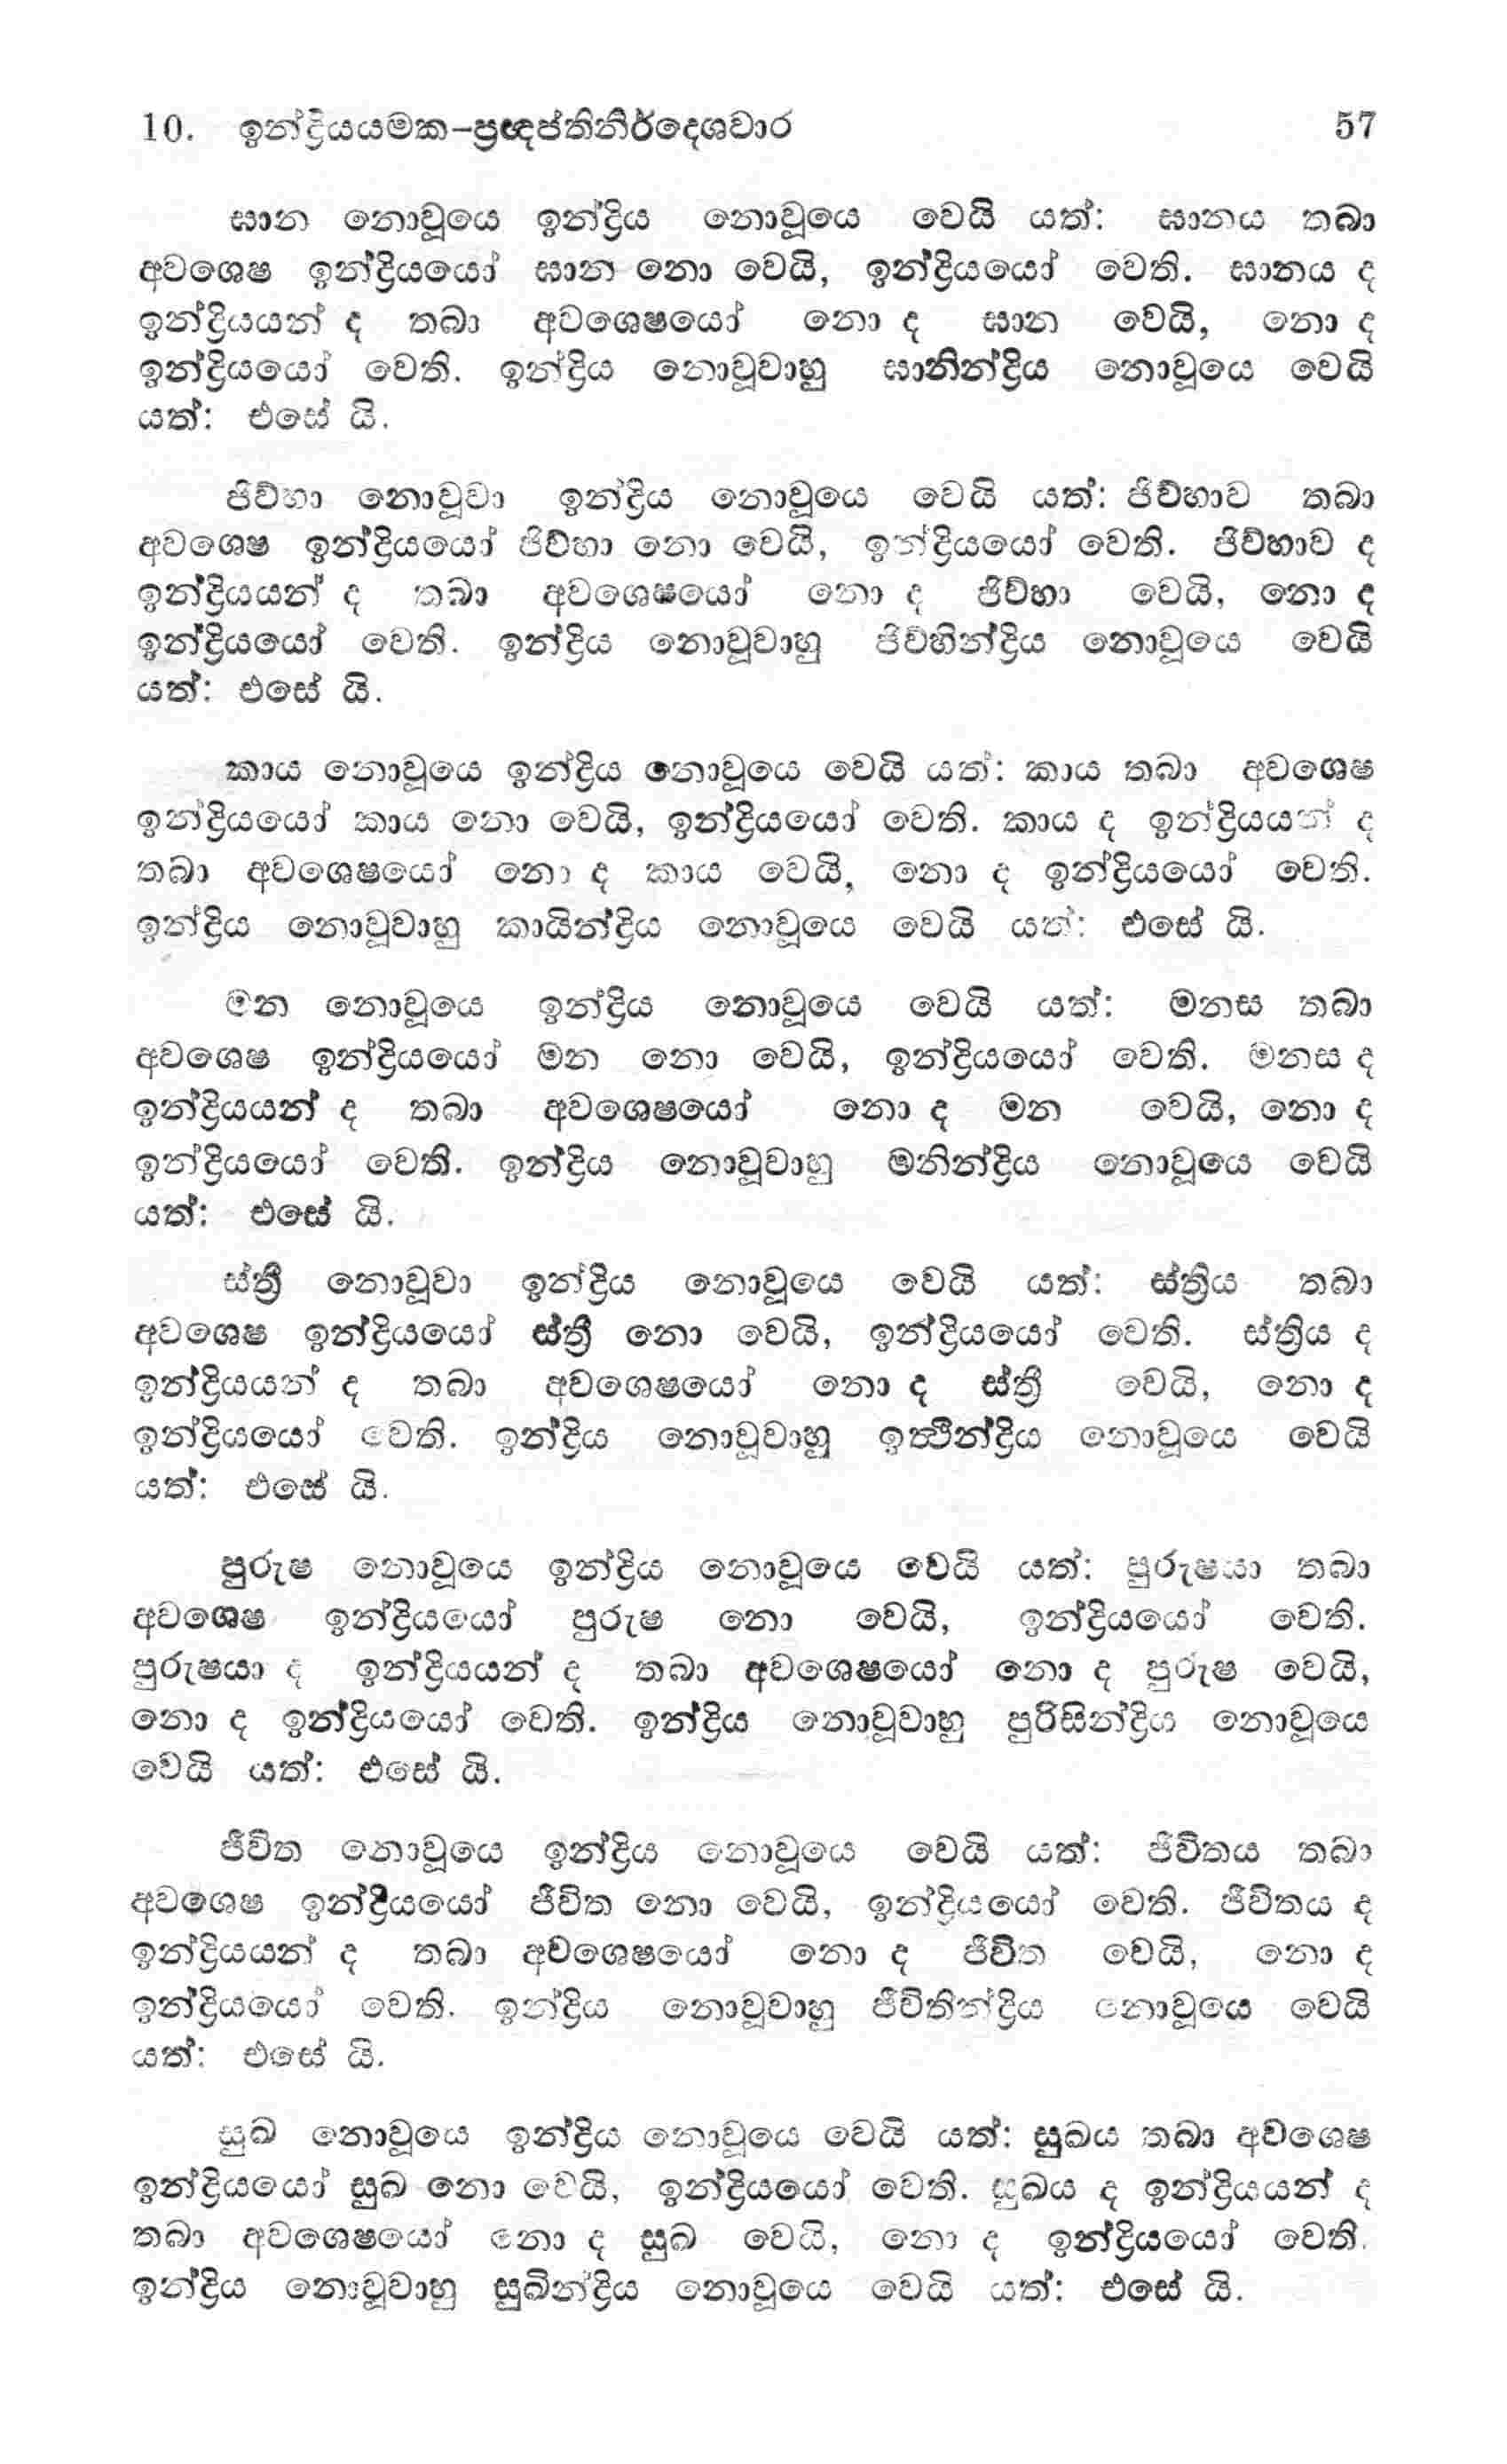 10. ඉන්ද්‍රියයමක-ප්‍රඥප්තිනිර්දෙශවාර 57
ඝාන නොවූයෙ ඉන්ද්‍රිය නොවූයෙ වෙයි යත්: ඝානය තබා
අවශෙෂ ඉන්ද්‍රියයෝ ඝාන නො වෙයි, ඉන්ද්‍රියයෝ වෙති. ඝානය ද
ඉන්ද්‍රියයන් ද තබා අවශෙෂයෝ නො ද ඝාන වෙයි, නො ද
ඉන්ද්‍රියයෝ වෙති. ඉන්ද්‍රිය නොවූවාහු ඝානින්ද්‍රිය නොවූයෙ වෙයි
යත්: එසේ යි.
ජිව්හා නොවූවා ඉන්ද්‍රිය නොවූයෙ වෙයි යත්: ජිව්හාව තබා
අවශෙෂ ඉන්ද්‍රියයෝ ජිව්හා නො වෙයි, ඉන්ද්‍රියයෝ වෙති. ජිව්හාව ද
ඉන්ද්‍රියයන් ද තබා අවශෙෂයෝ නො ද ජිව්හා වෙයි, නො ද
ඉන්ද්‍රියයෝ වෙති. ඉන්ද්‍රිය නොවූවාහු ජිව්හින්ද්‍රිය නොවූයෙ වෙයි
යත්: එසේ යි.
කාය නොවූයෙ ඉන්ද්‍රිය නොවූයෙ වෙයි යත්: කාය තබා අවශෙෂ
ඉන්ද්‍රියයෝ කාය නො වෙයි, ඉන්ද්‍රියයෝ වෙති. කාය ද ඉන්ද්‍රියයන් ද
තබා අවශෙෂයෝ නො ද කාය වෙයි, නො ද ඉන්ද්‍රියයෝ වෙති.
ඉන්ද්‍රිය නොවූවාහු කායින්ද්‍රිය නොවූයෙ වෙයි යත්: එසේ යි.
මන නොවූයෙ ඉන්ද්‍රිය නොවූයෙ වෙයි යත්: මනස තබා
අවශෙෂ ඉන්ද්‍රියයෝ මන නො වෙයි, ඉන්ද්‍රියයෝ වෙති. මනස ද
ඉන්ද්‍රියයන් ද තබා අවශෙෂයෝ නො ද මන වෙයි, නො ද
ඉන්ද්‍රියයෝ වෙති. ඉන්ද්‍රිය නොවූවාහු මනින්ද්‍රිය නොවූයෙ වෙයි
යත්: එසේ යි.
ස්ත්‍රී නොවූවා ඉන්ද්‍රිය නොවූයෙ වෙයි යත්: ස්ත්‍රිය තබා
අවශෙෂ ඉන්ද්‍රියයෝ ස්ත්‍රී නො වෙයි, ඉන්ද්‍රියයෝ වෙති. ස්ත්‍රිය ද
ඉන්ද්‍රියයන් ද තබා අවශෙෂයෝ නො ද ස්ත්‍රී වෙයි, නො ද
ඉන්ද්‍රියයෝ වෙති. ඉන්ද්‍රිය නොවූවාහු ඉත්‍ථින්ද්‍රිය නොවූයෙ වෙයි
යත්: එසේ යි.
පුරුෂ නොවූයෙ ඉන්ද්‍රිය නොවූයෙ වෙයි යත්: පුරුෂයා තබා
අවශෙෂ ඉන්ද්‍රියයෝ පුරුෂ නො වෙයි, ඉන්ද්‍රියයෝ වෙති.
පුරුෂයා ද ඉන්ද්‍රියයන් ද තබා අවශෙෂයෝ නො ද පුරුෂ වෙයි,
නො ද ඉන්ද්‍රියයෝ වෙති. ඉන්ද්‍රිය නොවූවාහු පුරිසින්ද්‍රිය නොවූයෙ
වෙයි යත්: එසේ යි.
ජීවිත නොවූයෙ ඉන්ද්‍රිය නොවූයෙ වෙයි යත්: ජීවිතය තබා
අවශෙෂ ඉන්ද්‍රියයෝ ජීවිත නො වෙයි, ඉන්ද්‍රියයෝ වෙති. ජීවිතය ද
ඉන්ද්‍රියයන් ද තබා අවශෙෂයෝ නො ද ජීවිත වෙයි, නො ද
ඉන්ද්‍රියයෝ වෙති. ඉන්ද්‍රිය නොවූවාහු ජීවිතින්ද්‍රිය නොවූයෙ වෙයි
යත්: එසේ යි.
සුඛ නොවූයෙ ඉන්ද්‍රිය නොවූයෙ වෙයි යත්: සුඛය තබා අවශෙෂ
ඉන්ද්‍රියයෝ සුඛ නො වෙයි, ඉන්ද්‍රියයෝ වෙති. සුඛය ද ඉන්ද්‍රියයන් ද
තබා අවශෙෂයෝ නො ද සුඛ වෙයි, නො ද ඉන්ද්‍රියයෝ වෙති.
ඉන්ද්‍රිය නොවූවාහු සුඛින්ද්‍රිය නොවූයෙ වෙයි යත්: එසේ යි.